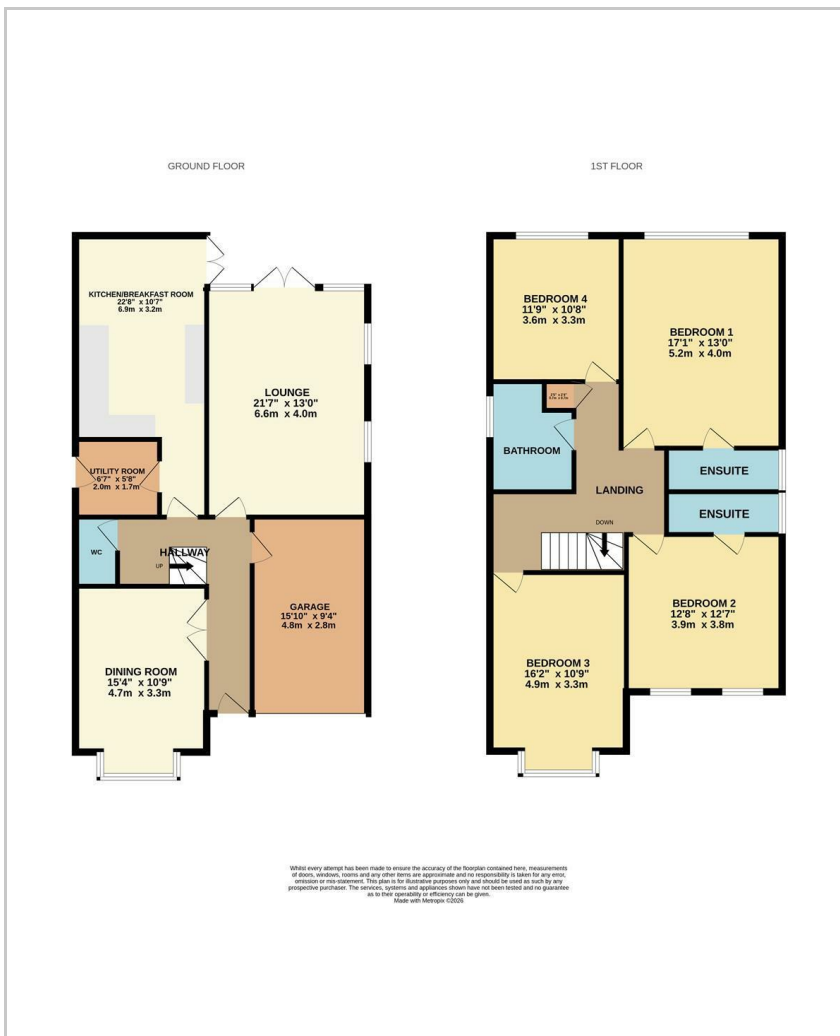 GROUND FLOOR
KITCHEN/BREAKFAST ROOM
22'8" x 10'7"
6.9m x 3.2m
LOUNGE
21'7" x 13'0"
6.6m x 4.0m
UTILITY ROOM
6'7" x 5'8"
2.0m x 1.7m
WC
HALLWAY
UP
GARAGE
15'10" x 9'4"
4.8m x 2.8m
DINING ROOM
15'4" x 10'9"
4.7m x 3.3m
1ST FLOOR
BEDROOM 4
11'9" x 10'8"
3.6m x 3.3m
BEDROOM 1
17'1" x 13'0"
5.2m x 4.0m
BATHROOM
ENSUITE
LANDING
ENSUITE
DOWN
BEDROOM 2
12'8" x 12'7"
3.9m x 3.8m
BEDROOM 3
16'2" x 10'9"
4.9m x 3.3m
Whilst every attempt has been made to ensure the accuracy of the floorplan contained here, measurements
of doors, windows, rooms and any other items are approximate and no responsibility is taken for any error,
omission or mis-statement. This plan is for illustrative purposes only and should be used as such by any
prospective purchaser. The services, systems and appliances shown have not been tested and no guarantee
as to their operability or efficiency can be given.
Made with Metropix ©2026